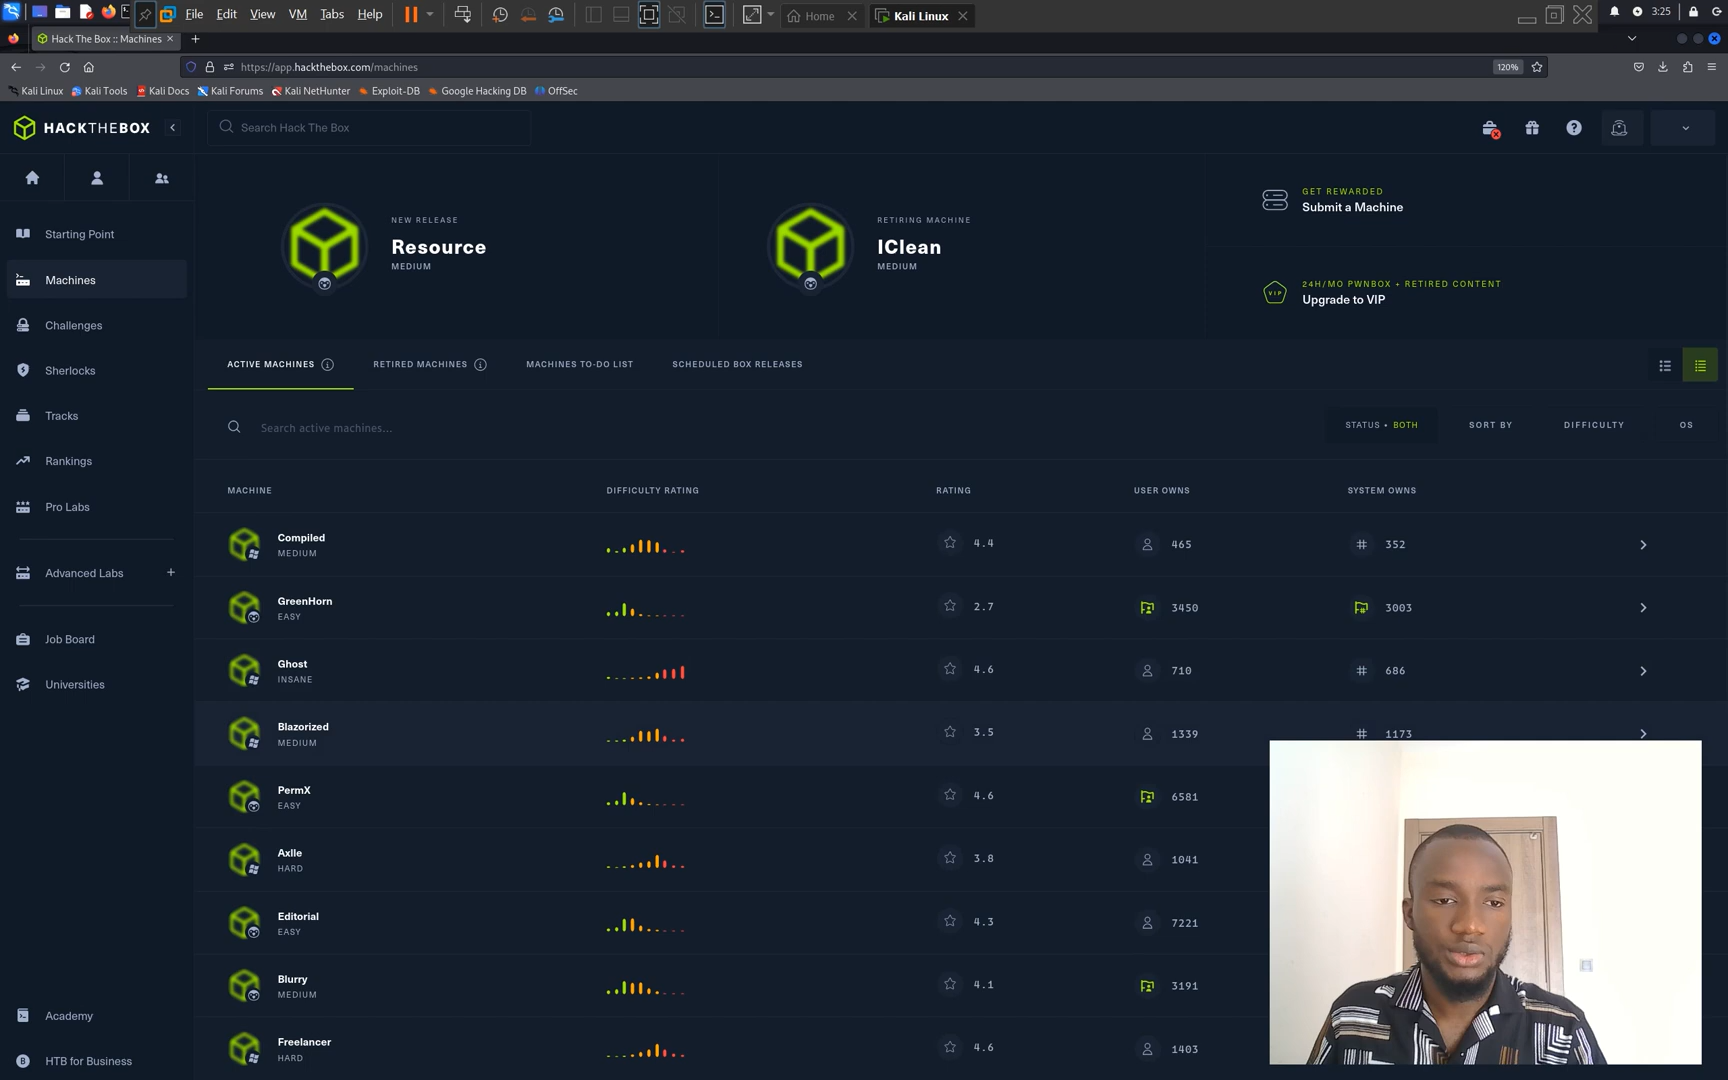 File Edit View VM Tabs Help
Home
Kali Linux
3:25
Hack The Box :: Machines
https://app.hackthebox.com/machines
120%
Kali Linux Kali Tools Kali Docs Kali Forums Kali NetHunter Exploit-DB Google Hacking DB OffSec
HACKTHEBOX
Search Hack The Box
Starting Point
Machines
Challenges
Sherlocks
Tracks
Rankings
Pro Labs
Advanced Labs +
Job Board
Universities
Academy
HTB for Business
NEW RELEASE
Resource
MEDIUM
RETIRING MACHINE
IClean
MEDIUM
GET REWARDED
Submit a Machine
VIP
24H/MO PWNBOX + RETIRED CONTENT
Upgrade to VIP
ACTIVE MACHINES RETIRED MACHINES MACHINES TO-DO LIST SCHEDULED BOX RELEASES
Search active machines...
STATUS • BOTH SORT BY DIFFICULTY OS
MACHINE DIFFICULTY RATING RATING USER OWNS SYSTEM OWNS
Compiled 4.4 465 # 352
MEDIUM
GreenHorn 2.7 3450 3003
EASY
Ghost 4.6 710 # 686
INSANE
Blazorized 3.5 1339 # 1173
MEDIUM
PermX 4.6 6581
EASY
Axlle 3.8 1041
HARD
Editorial 4.3 7221
EASY
Blurry 4.1 3191
MEDIUM
Freelancer 4.6 1403
HARD